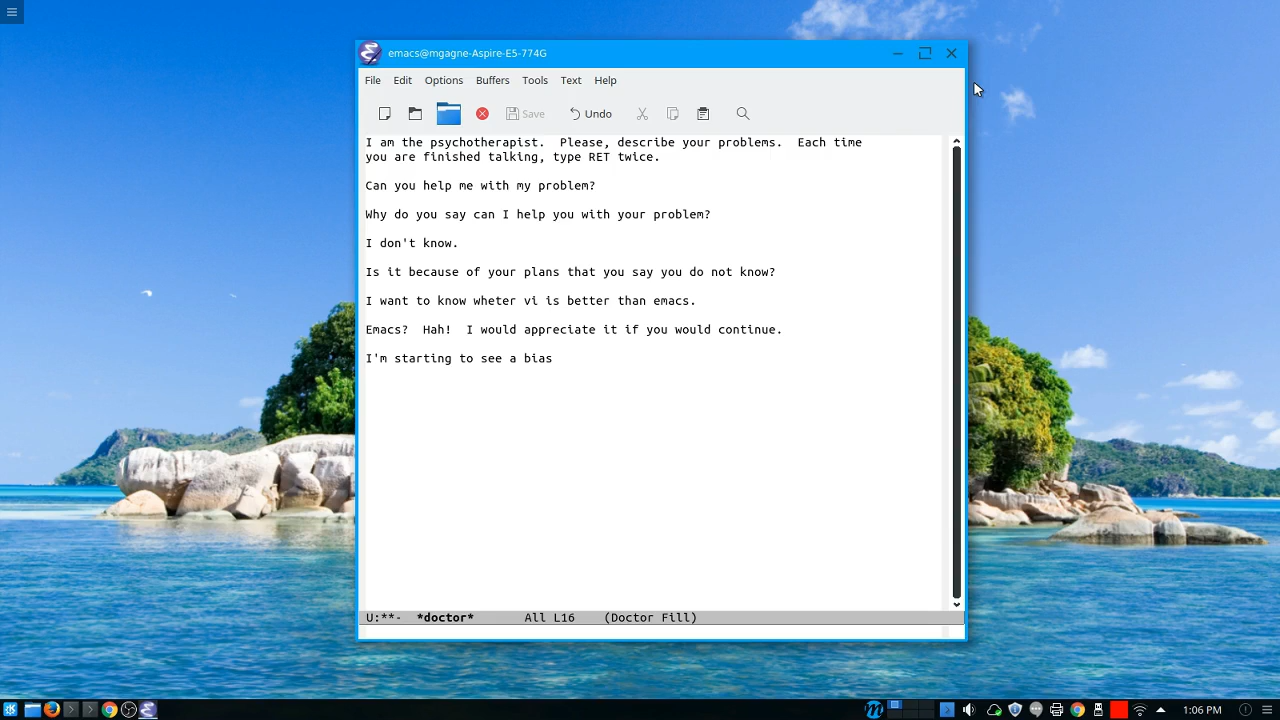 emacs@mgagne-Aspire-E5-774G
File Edit Options Buffers Tools Text Help
Save Undo
I am the psychotherapist.  Please, describe your problems.  Each time
you are finished talking, type RET twice.
Can you help me with my problem?
Why do you say can I help you with your problem?
I don't know.
Is it because of your plans that you say you do not know?
I want to know wheter vi is better than emacs.
Emacs?  Hah!  I would appreciate it if you would continue.
I'm starting to see a bias
U:**-  *doctor*       All L16    (Doctor Fill)
1:06 PM